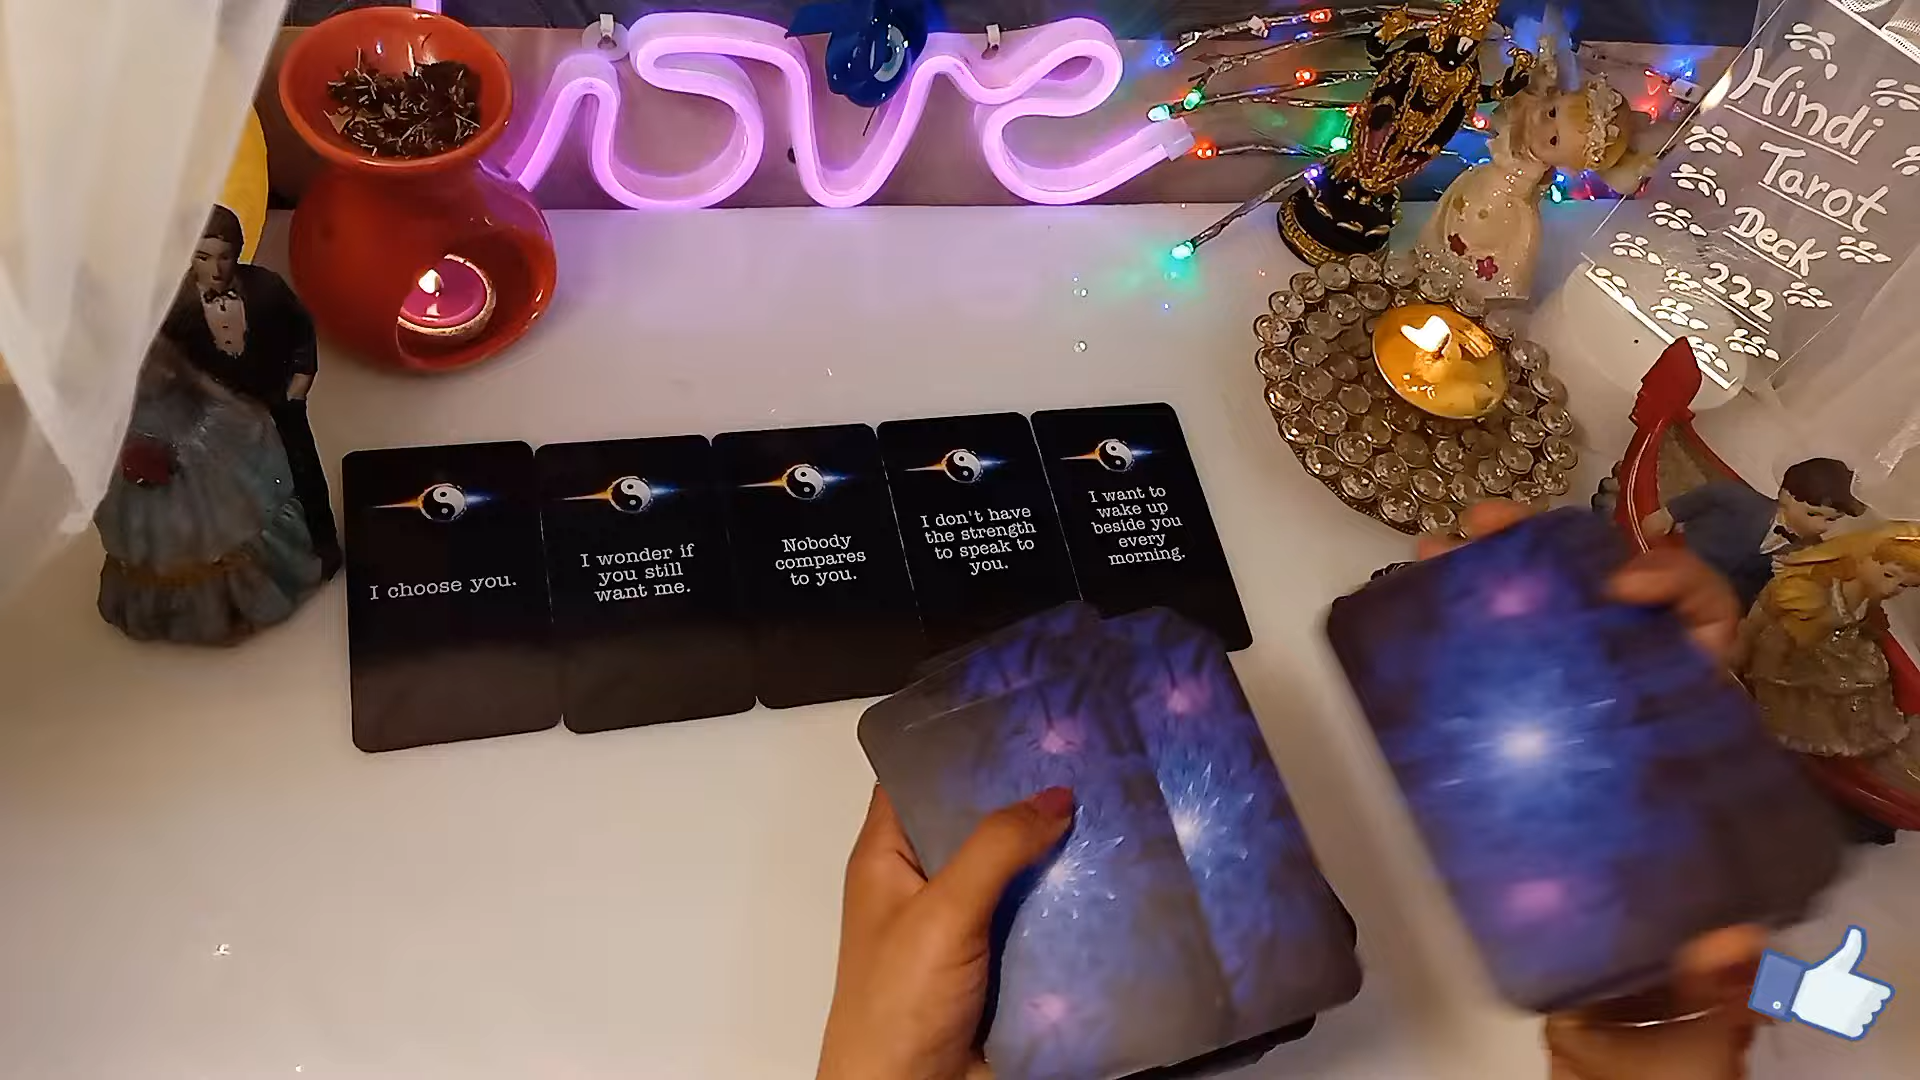 love
Hindi
Tarot
Deck
222
I choose you.
I wonder if
you still
want me.
Nobody
compares
to you.
I don't have
the strength
to speak to
you.
I want to
wake up
beside you
every
morning.